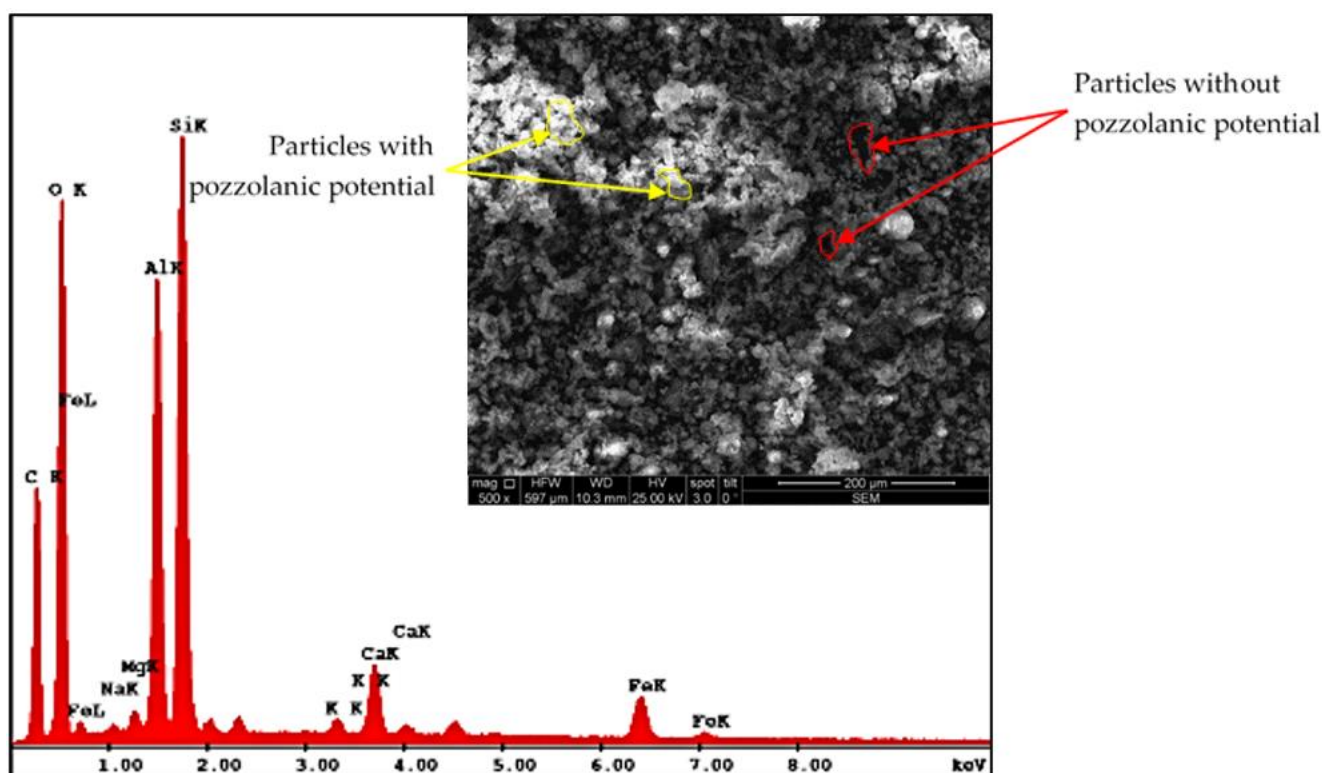 Particles with
pozzolanic potential
Particles without
pozzolanic potential
SiK
O K
AlK
FeL
C K
MgK
NaK
FeL
CaK
CaK
K K
K K
FeK
FeK
1.00 2.00 3.00 4.00 5.00 6.00 7.00 8.00 keV
mag □ HFW WD HV spot tilt
500 x 597 µm 10.3 mm 25.00 kV 3.0 0 °
200 µm
SEM